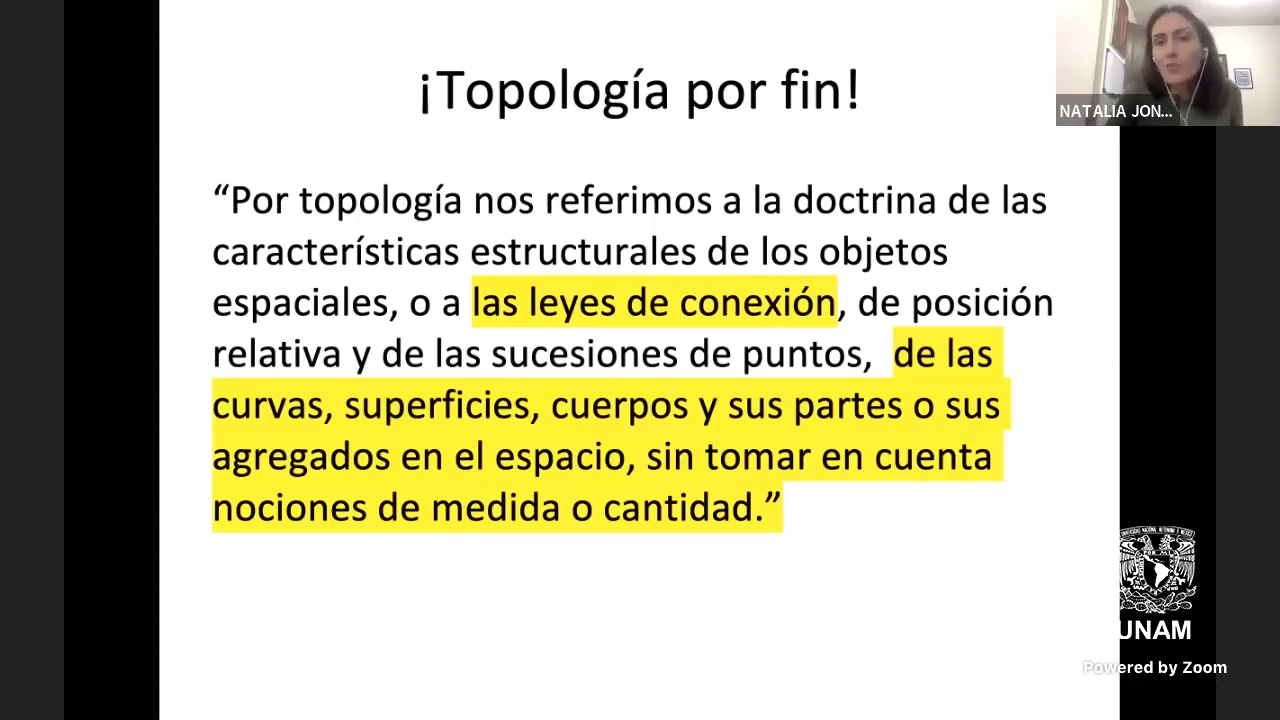 ¡Topología por fin!
NATALIA JON...
“Por topología nos referimos a la doctrina de las
características estructurales de los objetos
espaciales, o a las leyes de conexión, de posición
relativa y de las sucesiones de puntos, de las
curvas, superficies, cuerpos y sus partes o sus
agregados en el espacio, sin tomar en cuenta
nociones de medida o cantidad.”
UNAM
Powered by Zoom